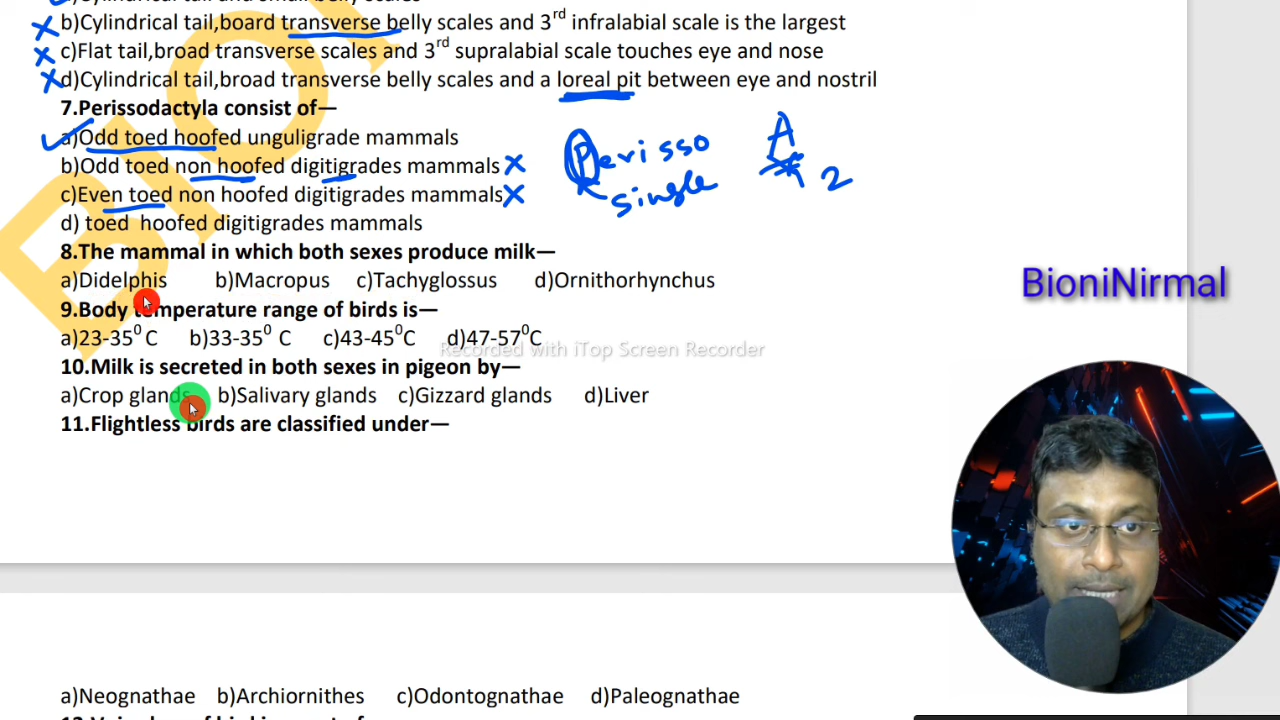 b)Cylindrical tail,board transverse belly scales and 3rd infralabial scale is the largest
c)Flat tail,broad transverse scales and 3rd supralabial scale touches eye and nose
d)Cylindrical tail,broad transverse belly scales and a loreal pit between eye and nostril
7.Perissodactyla consist of—
a)Odd toed hoofed unguligrade mammals
b)Odd toed non hoofed digitigrades mammals
c)Even toed non hoofed digitigrades mammals
d) toed hoofed digitigrades mammals
Perisso
single
A
2
8.The mammal in which both sexes produce milk—
a)Didelphis b)Macropus c)Tachyglossus d)Ornithorhynchus
BioniNirmal
9.Body temperature range of birds is—
a)23-35⁰ C b)33-35⁰ C c)43-45⁰C d)47-57⁰C
Recorded with iTop Screen Recorder
10.Milk is secreted in both sexes in pigeon by—
a)Crop glands b)Salivary glands c)Gizzard glands d)Liver
11.Flightless birds are classified under—
a)Neognathae b)Archiornithes c)Odontognathae d)Paleognathae